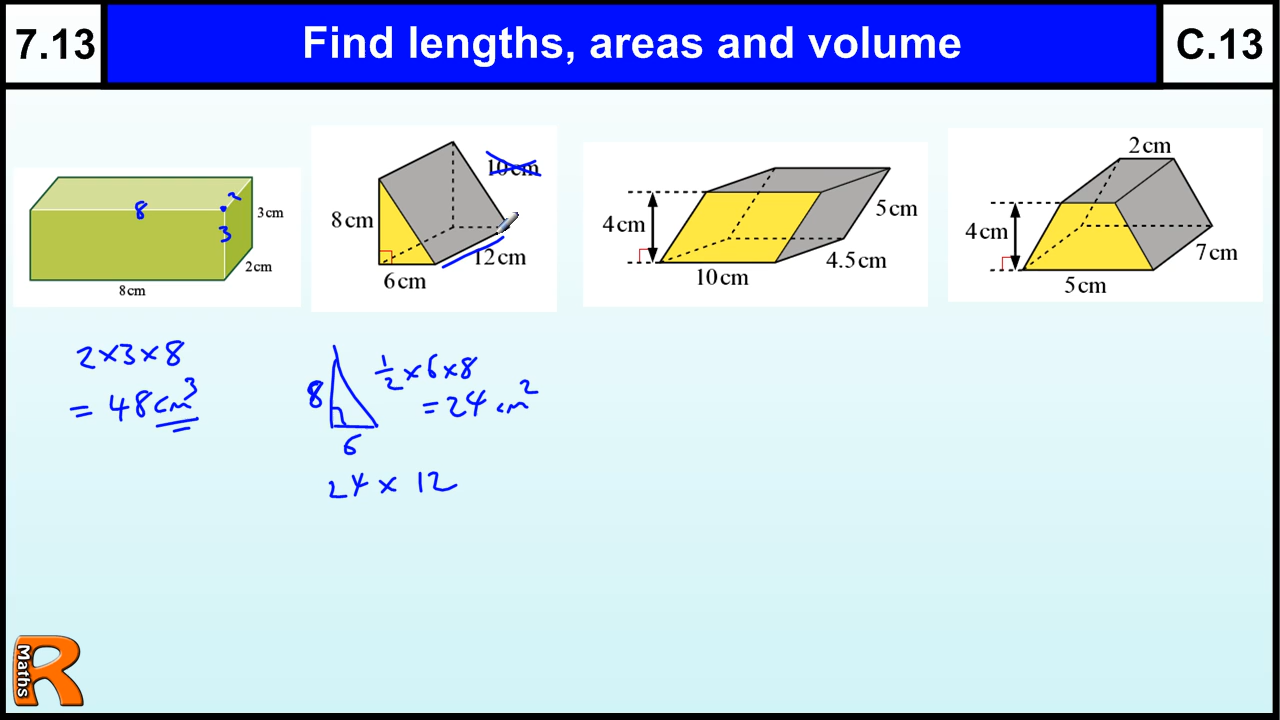 7.13
Find lengths, areas and volume
C.13
8
2
3
3cm
2cm
8cm
10cm
8cm
12cm
6cm
4cm
5cm
4.5cm
10cm
2cm
4cm
7cm
5cm
2×3×8
= 48cm³
8
6
½×6×8
= 24cm²
24 × 12
R
Maths